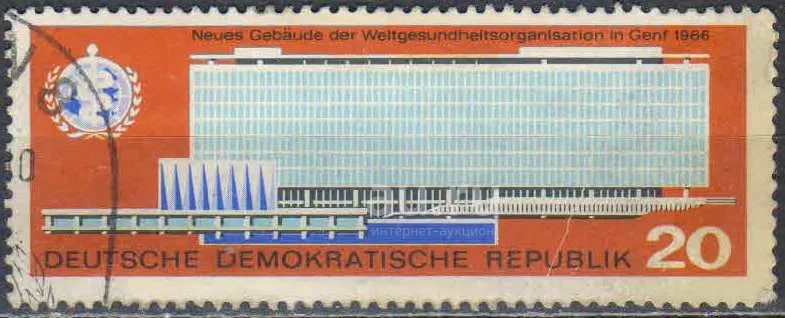 Neues Gebäude der Weltgesundheitsorganisation in Genf 1966
интернет-аукцион
DEUTSCHE DEMOKRATISCHE REPUBLIK 20